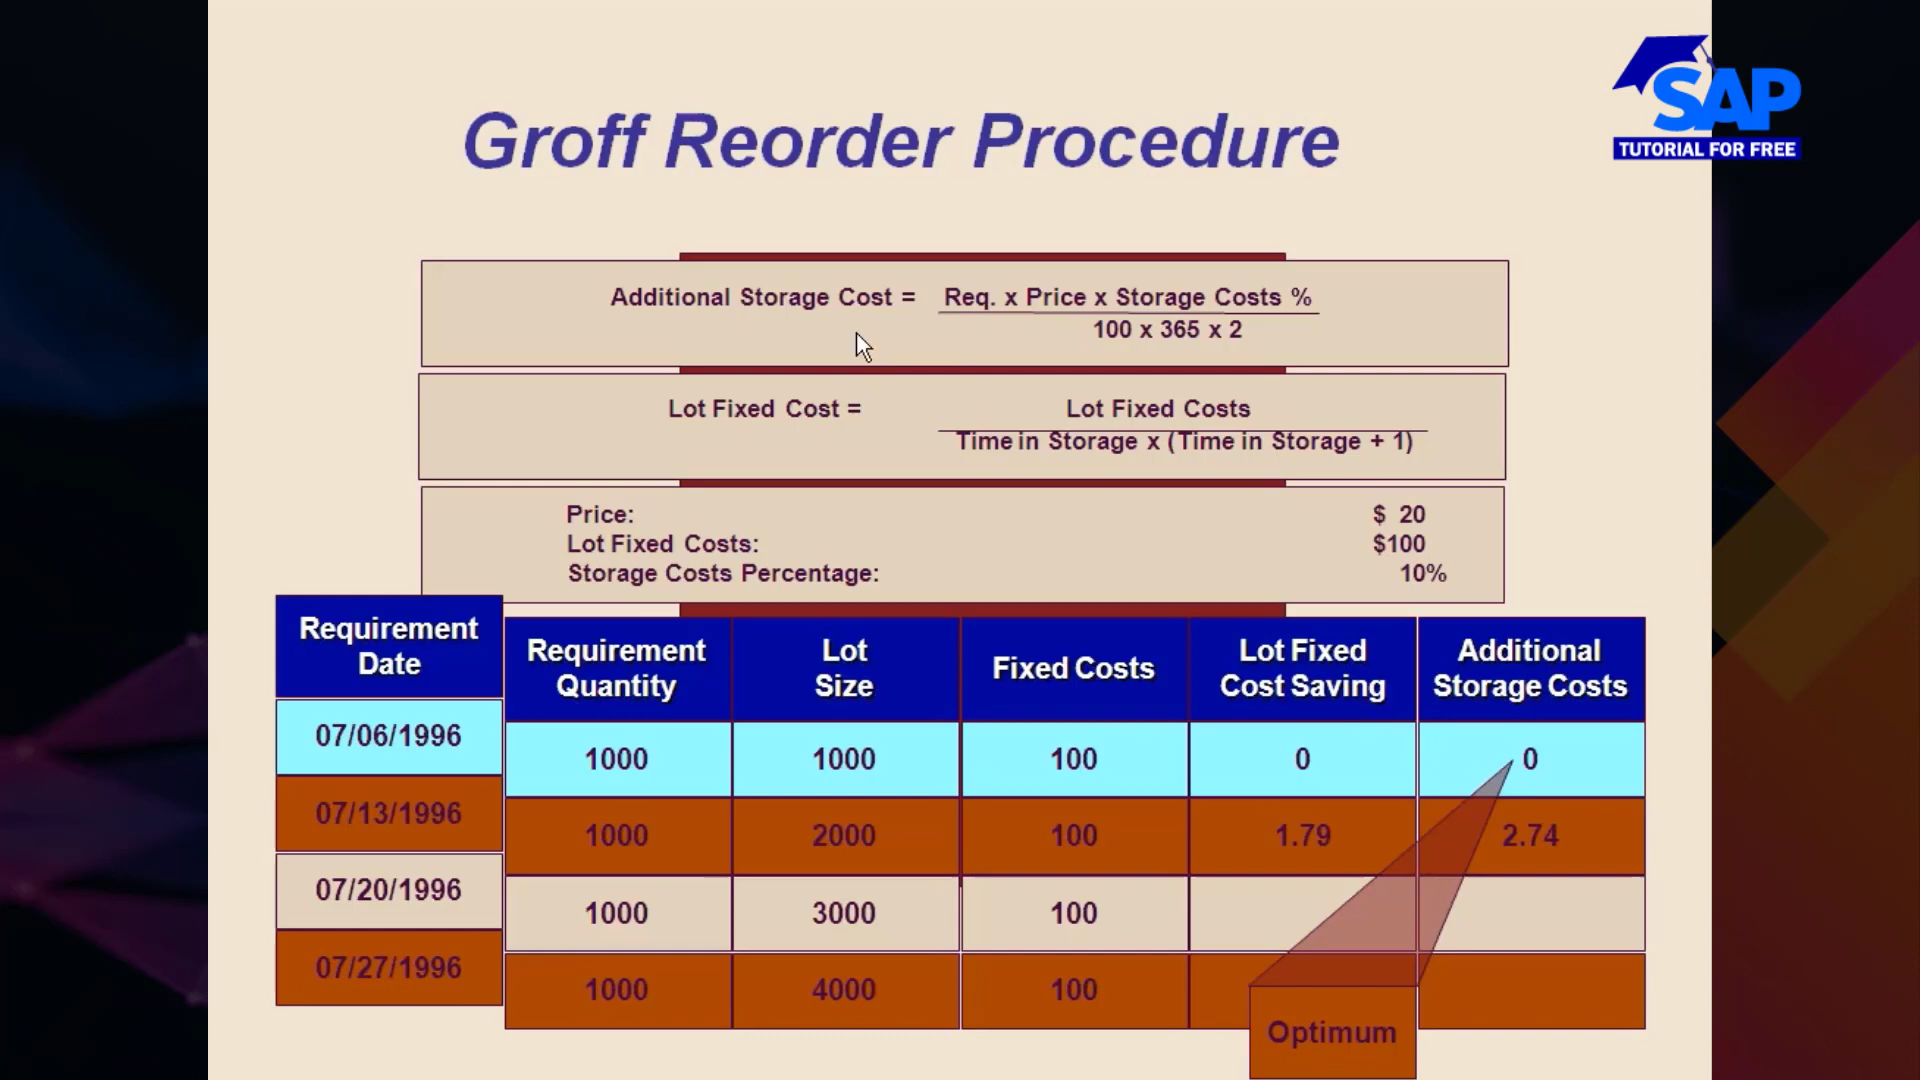 SAP
TUTORIAL FOR FREE
Groff Reorder Procedure
Additional Storage Cost = Req. x Price x Storage Costs %
100 x 365 x 2
Lot Fixed Cost = Lot Fixed Costs
Time in Storage x (Time in Storage + 1)
Price: $ 20
Lot Fixed Costs: $100
Storage Costs Percentage: 10%
Requirement Date Requirement Quantity Lot Size Fixed Costs Lot Fixed Cost Saving Additional Storage Costs
07/06/1996 1000 1000 100 0 0
07/13/1996 1000 2000 100 1.79 2.74
07/20/1996 1000 3000 100
07/27/1996 1000 4000 100
Optimum